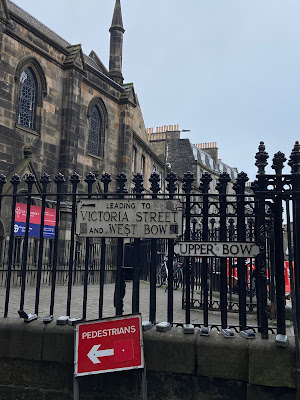 LEADING TO
VICTORIA STREET
AND WEST BOW
UPPER BOW
PEDESTRIANS